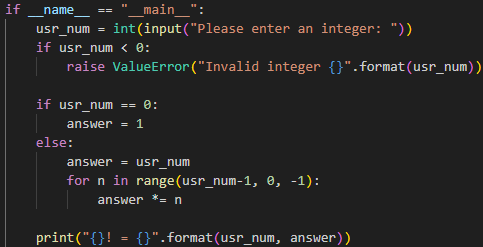 if __name__ == "__main__":
    usr_num = int(input("Please enter an integer: "))
    if usr_num < 0:
        raise ValueError("Invalid integer {}".format(usr_num))

    if usr_num == 0:
        answer = 1
    else:
        answer = usr_num
        for n in range(usr_num-1, 0, -1):
            answer *= n

    print("{}! = {}".format(usr_num, answer))